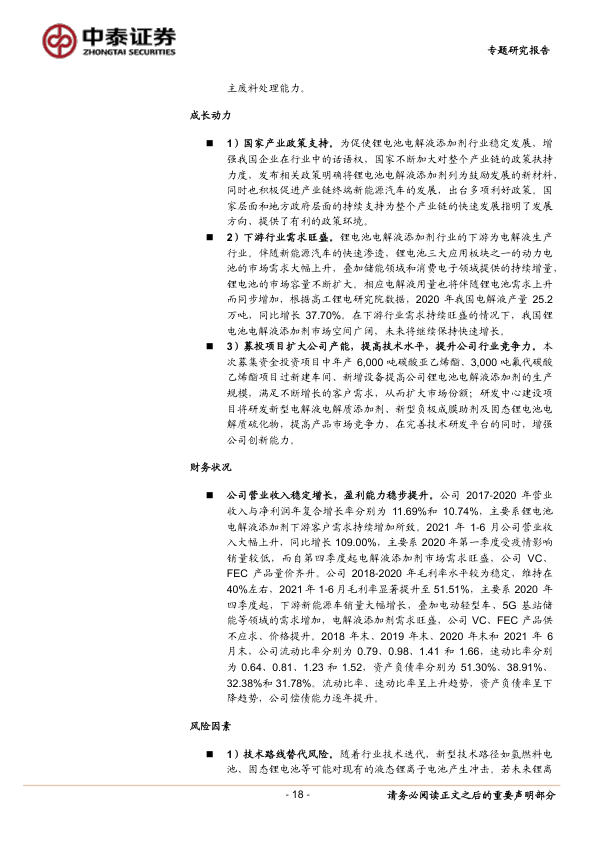 中泰证券
ZHONGTAI SECURITIES
专题研究报告
主废料处理能力。
成长动力
■ 1）国家产业政策支持。为促使锂电池电解液添加剂行业稳定发展，增
强我国企业在行业中的话语权，国家不断加大对整个产业链的政策扶持
力度，发布相关政策明确将锂电池电解液添加剂列为鼓励发展的新材料，
同时也积极促进产业链终端新能源汽车的发展，出台多项利好政策。国
家层面和地方政府层面的持续支持为整个产业链的快速发展指明了发展
方向、提供了有利的政策环境。
■ 2）下游行业需求旺盛。锂电池电解液添加剂行业的下游为电解液生产
行业。伴随新能源汽车的快速渗透，锂电池三大应用板块之一的动力电
池的市场需求大幅上升，叠加储能领域和消费电子领域提供的持续增量，
锂电池的市场容量不断扩大。相应电解液用量也将伴随锂电池需求上升
而同步增加，根据高工锂电研究院数据，2020 年我国电解液产量 25.2
万吨，同比增长 37.70%。在下游行业需求持续旺盛的情况下，我国锂
电池电解液添加剂市场空间广阔，未来将继续保持快速增长。
■ 3）募投项目扩大公司产能，提高技术水平，提升公司行业竞争力。本
次募集资金投资项目中年产 6,000 吨碳酸亚乙烯酯、3,000 吨氟代碳酸
乙烯酯项目过新建车间、新增设备提高公司锂电池电解液添加剂的生产
规模，满足不断增长的客户需求，从而扩大市场份额；研发中心建设项
目将研发新型电解液电解质添加剂、新型负极成膜助剂及固态锂电池电
解质硫化物，提高产品市场竞争力，在完善技术研发平台的同时，增强
公司创新能力。
财务状况
■ 公司营业收入稳定增长，盈利能力稳步提升。公司 2017-2020 年营业
收入与净利润年复合增长率分别为 11.69%和 10.74%，主要系锂电池
电解液添加剂下游客户需求持续增加所致。2021 年 1-6 月公司营业收
入大幅上升，同比增长 109.00%，主要系 2020 年第一季度受疫情影响
销量较低，而自第四季度起电解液添加剂市场需求旺盛，公司 VC、
FEC 产品量价齐升。公司 2018-2020 年毛利率水平较为稳定，维持在
40%左右，2021 年 1-6 月毛利率显著提升至 51.51%，主要系 2020 年
四季度起，下游新能源车销量大幅增长，叠加电动轻型车、5G 基站储
能等领域的需求增加，电解液添加剂需求旺盛，公司 VC、FEC 产品供
不应求、价格提升。2018 年末、2019 年末、2020 年末和 2021 年 6
月末，公司流动比率分别为 0.79、0.98、1.41 和 1.66，速动比率分别
为 0.64、0.81、1.23 和 1.52，资产负债率分别为 51.30%、38.91%、
32.38%和 31.78%。流动比率、速动比率呈上升趋势，资产负债率呈下
降趋势，公司偿债能力逐年提升。
风险因素
■ 1）技术路线替代风险。随着行业技术迭代，新型技术路径如氢燃料电
池、固态锂电池等可能对现有的液态锂离子电池产生冲击。若未来锂离
- 18 -
请务必阅读正文之后的重要声明部分